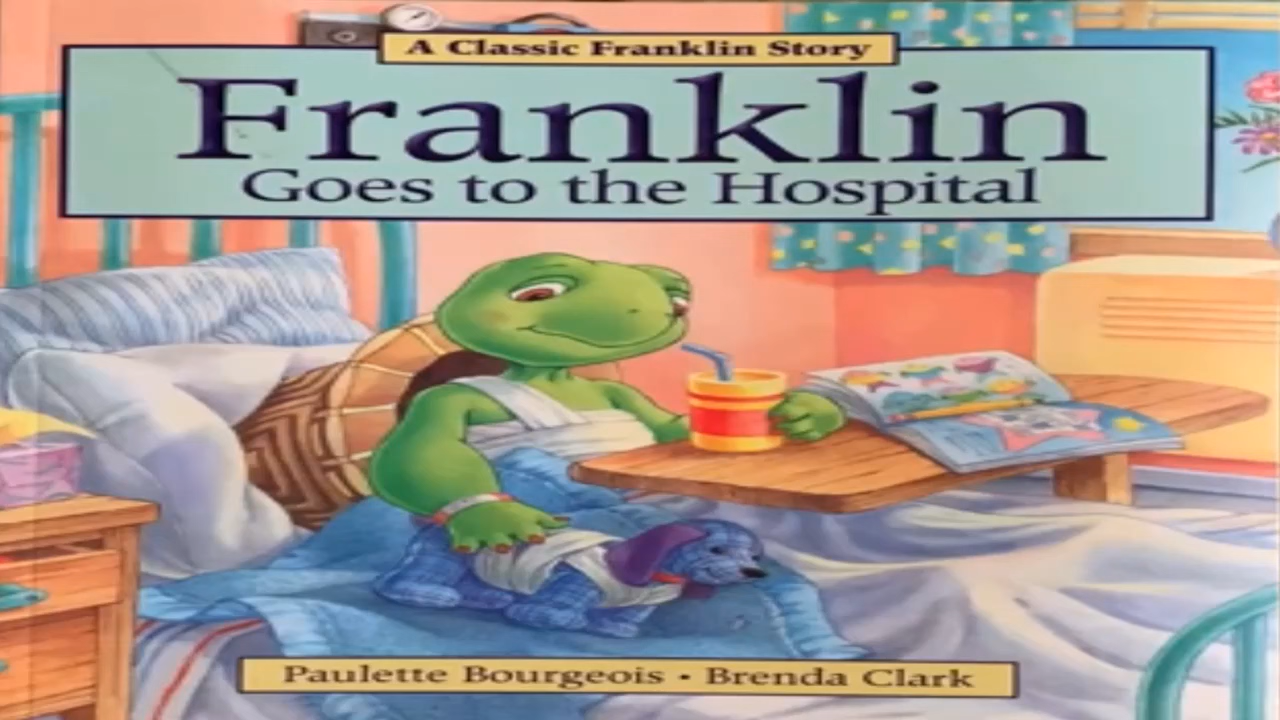 A Classic Franklin Story
Franklin
Goes to the Hospital
Paulette Bourgeois • Brenda Clark